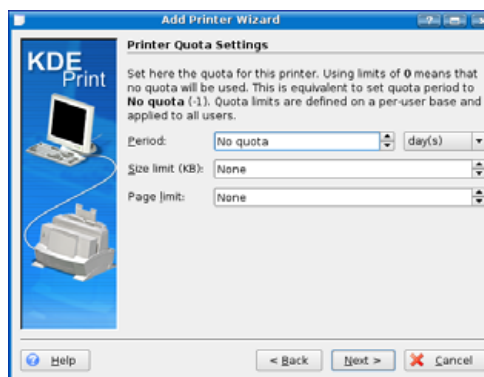 Add Printer Wizard
KDE
Print
Printer Quota Settings
Set here the quota for this printer. Using limits of 0 means that
no quota will be used. This is equivalent to set quota period to
No quota (-1). Quota limits are defined on a per-user base and
applied to all users.
Period: No quota day(s)
Size limit (KB): None
Page limit: None
Help < Back Next > Cancel